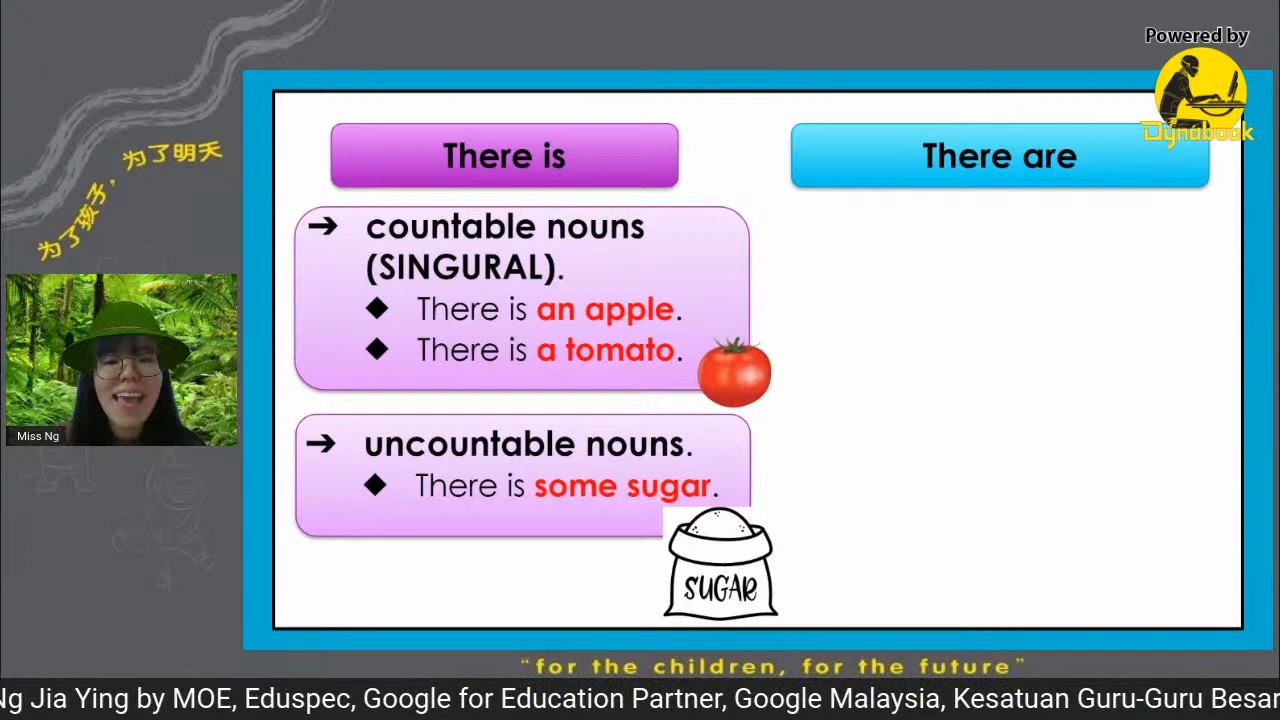 Powered by
Dynabook
There is
There are
➔ countable nouns
(SINGURAL).
◆ There is an apple.
◆ There is a tomato.
➔ uncountable nouns.
◆ There is some sugar.
SUGAR
为了孩子，为了明天
Miss Ng
“for the children, for the future”
Ng Jia Ying by MOE, Eduspec, Google for Education Partner, Google Malaysia, Kesatuan Guru-Guru Besar